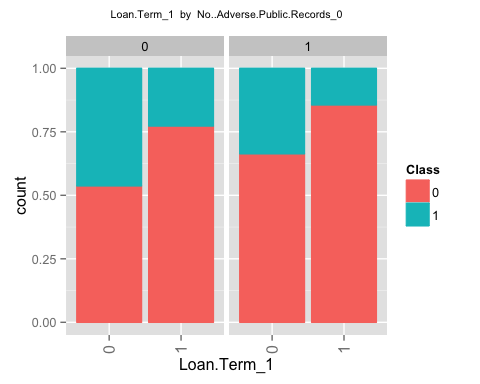 Loan.Term_1 by No..Adverse.Public.Records_0
0 1
1.00
0.75
0.50
0.25
0.00
count
0 1 0 1
Loan.Term_1
Class
0
1